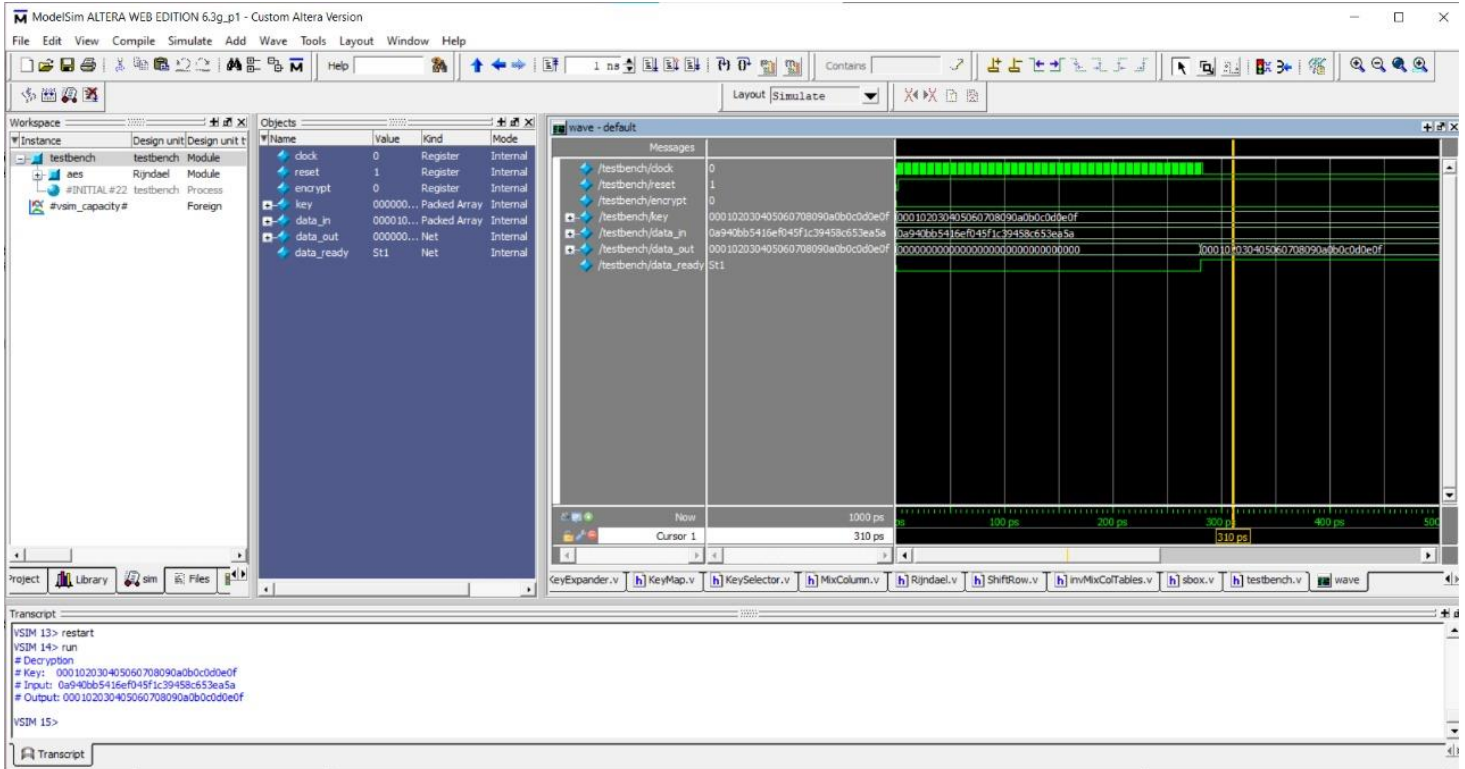 ModelSim ALTERA WEB EDITION 6.3g_p1 - Custom Altera Version
File Edit View Compile Simulate Add Wave Tools Layout Window Help
Help 1 ns Contains
Layout Simulate
Workspace
Instance Design unit Design unit t
testbench testbench Module
aes Rijndael Module
#INITIAL#22 testbench Process
#vsim_capacity# Foreign
Project Library sim Files
Objects
Name Value Kind Mode
clock 0 Register Internal
reset 1 Register Internal
encrypt 0 Register Internal
key 000000... Packed Array Internal
data_in 000010... Packed Array Internal
data_out 000000... Net Internal
data_ready St1 Net Internal
wave - default
Messages
/testbench/clock 0
/testbench/reset 1
/testbench/encrypt 0
/testbench/key 000102030405060708090a0b0c0d0e0f 000102030405060708090a0b0c0d0e0f
/testbench/data_in 0a940bb5416ef045f1c39458c653ea5a 0a940bb5416ef045f1c39458c653ea5a
/testbench/data_out 000102030405060708090a0b0c0d0e0f 00000000000000000000000000000000 000102030405060708090a0b0c0d0e0f
/testbench/data_ready St1
Now 1000 ps ps 100 ps 200 ps 300 ps 400 ps 500
Cursor 1 310 ps 310 ps
KeyExpander.v KeyMap.v KeySelector.v MixColumn.v Rijndael.v ShiftRow.v invMixColTables.v sbox.v testbench.v wave
Transcript
VSIM 13> restart
VSIM 14> run
# Decryption
# Key: 000102030405060708090a0b0c0d0e0f
# Input: 0a940bb5416ef045f1c39458c653ea5a
# Output: 000102030405060708090a0b0c0d0e0f
VSIM 15>
Transcript